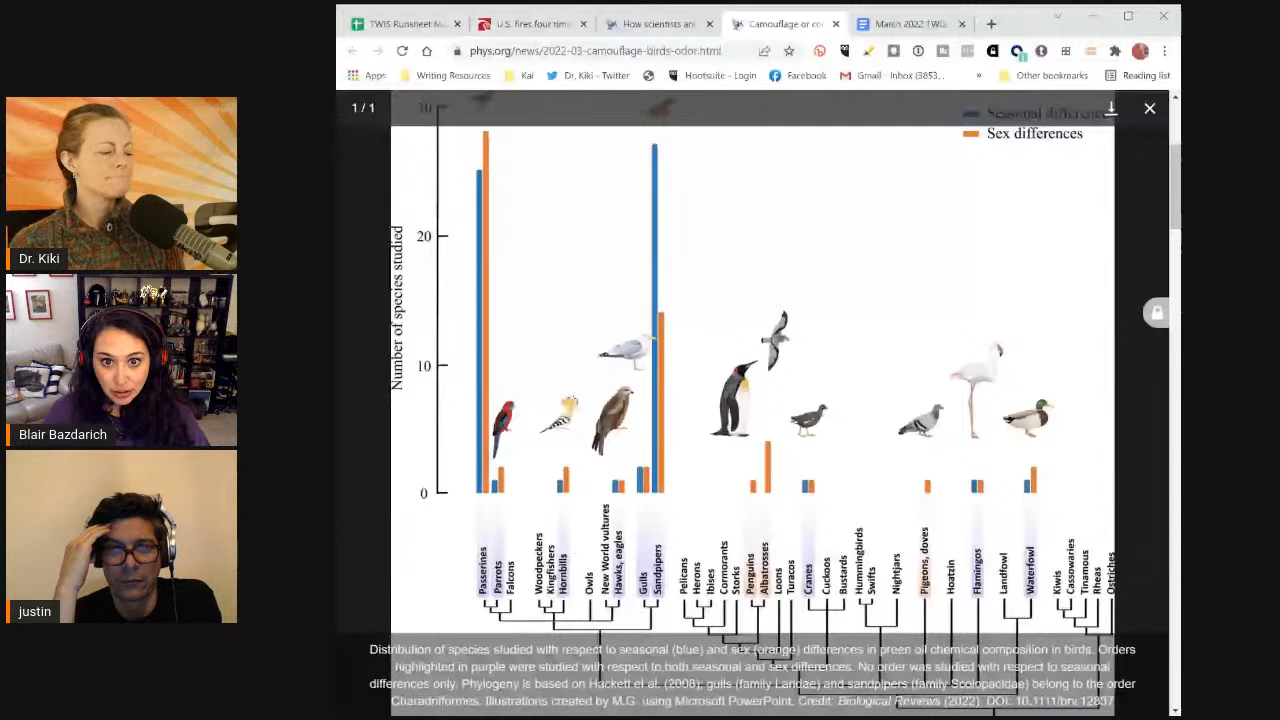 TWIS Runsheet M
U.S. fires four time
How scientists an
Camouflage or co
March 2022 TWIS
phys.org/news/2022-03-camouflage-birds-odor.html
Apps
Writing Resources
Kai
Dr. Kiki - Twitter
Hootsuite - Login
Facebook
Gmail - Inbox (3853...
»
Other bookmarks
Reading list
1 / 1
30
Seasonal differences
Sex differences
Number of species studied
20
10
0
Passerines
Parrots
Falcons
Woodpeckers
Kingfishers
Hornbills
Owls
New World vultures
Hawks, eagles
Gulls
Sandpipers
Pelicans
Herons
Ibises
Cormorants
Storks
Penguins
Albatrosses
Loons
Turacos
Cranes
Cuckoos
Bustards
Hummingbirds
Swifts
Nightjars
Pigeons, doves
Hoatzin
Flamingos
Landfowl
Waterfowl
Kiwis
Cassowaries
Tinamous
Rheas
Ostriches
Distribution of species studied with respect to seasonal (blue) and sex (orange) differences in preen oil chemical composition in birds. Orders
highlighted in purple were studied with respect to both seasonal and sex differences. No order was studied with respect to seasonal
differences only. Phylogeny is based on Hackett et al. (2008); gulls (family Laridae) and sandpipers (family Scolopacidae) belong to the order
Charadriiformes. Illustrations created by M.G. using Microsoft PowerPoint. Credit: Biological Reviews (2022). DOI: 10.1111/brv.12837
Dr. Kiki
Blair Bazdarich
justin